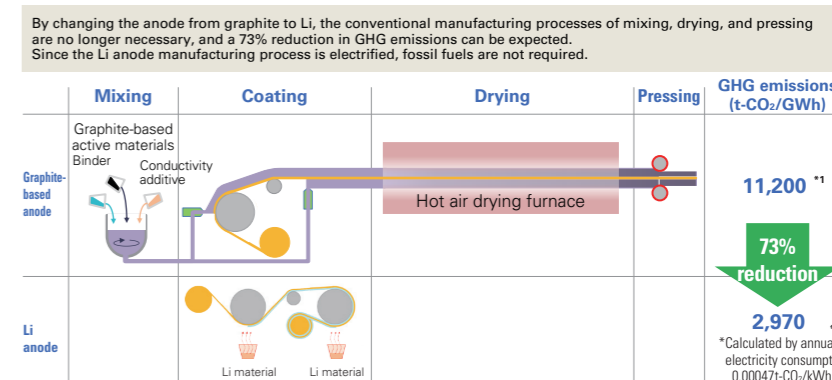 By changing the anode from graphite to Li, the conventional manufacturing processes of mixing, drying, and pressing
are no longer necessary, and a 73% reduction in GHG emissions can be expected.
Since the Li anode manufacturing process is electrified, fossil fuels are not required.
Mixing
Coating
Drying
Pressing
GHG emissions
(t-CO₂/GWh)
Graphite-
based
anode
Graphite-based
active materials
Binder
Conductivity
additive
Hot air drying furnace
11,200 *1
73%
reduction
Li
anode
Li material
Li material
2,970
*Calculated by annua
electricity consumpt
0.00047t-CO₂/kWh